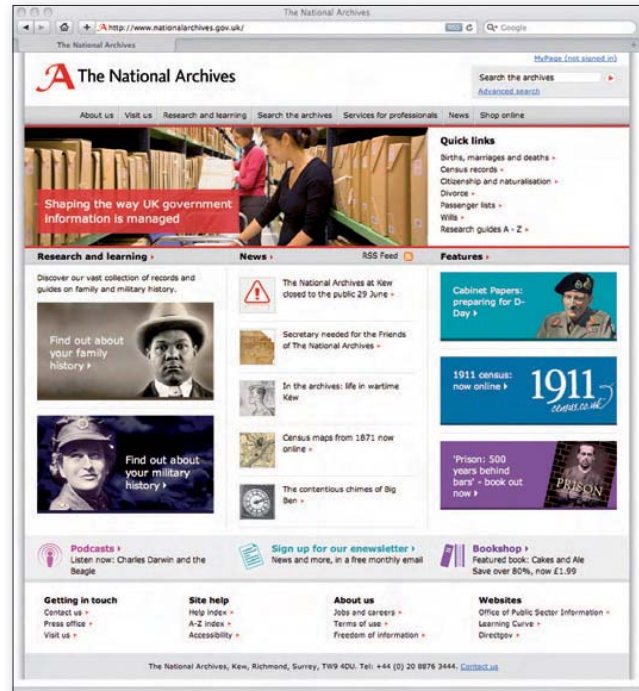 The National Archives
http://www.nationalarchives.gov.uk/
RSS
Google
The National Archives
MyPage (not signed in)
A The National Archives
Search the archives
Advanced search
About us
Visit us
Research and learning
Search the archives
Services for professionals
News
Shop online
Shaping the way UK government
information is managed
Quick links
Births, marriages and deaths
Census records
Citizenship and naturalisation
Divorce
Passenger lists
Wills
Research guides A - Z
Research and learning
Discover our vast collection of records and
guides on family and military history.
Find out about
your family
history
Find out about
your military
history
News
RSS Feed
The National Archives at Kew
closed to the public 29 June
Secretary needed for the Friends
of The National Archives
In the archives: life in wartime
Kew
Census maps from 1871 now
online
The contentious chimes of Big
Ben
Features
Cabinet Papers:
preparing for D-
Day
1911 census:
now online
1911
census.co.uk
'Prison: 500
years behind
bars' - book out
now
PRISON
Podcasts
Listen now: Charles Darwin and the
Beagle
Sign up for our enewsletter
News and more, in a free monthly email
Bookshop
Featured book: Cakes and Ale
Save over 80%, now £1.99
Getting in touch
Contact us
Press office
Visit us
Site help
Help index
A-Z index
Accessibility
About us
Jobs and careers
Terms of use
Freedom of information
Websites
Office of Public Sector Information
Learning Curve
Directgov
The National Archives, Kew, Richmond, Surrey, TW9 4DU. Tel: +44 (0) 20 8876 3444. Contact us